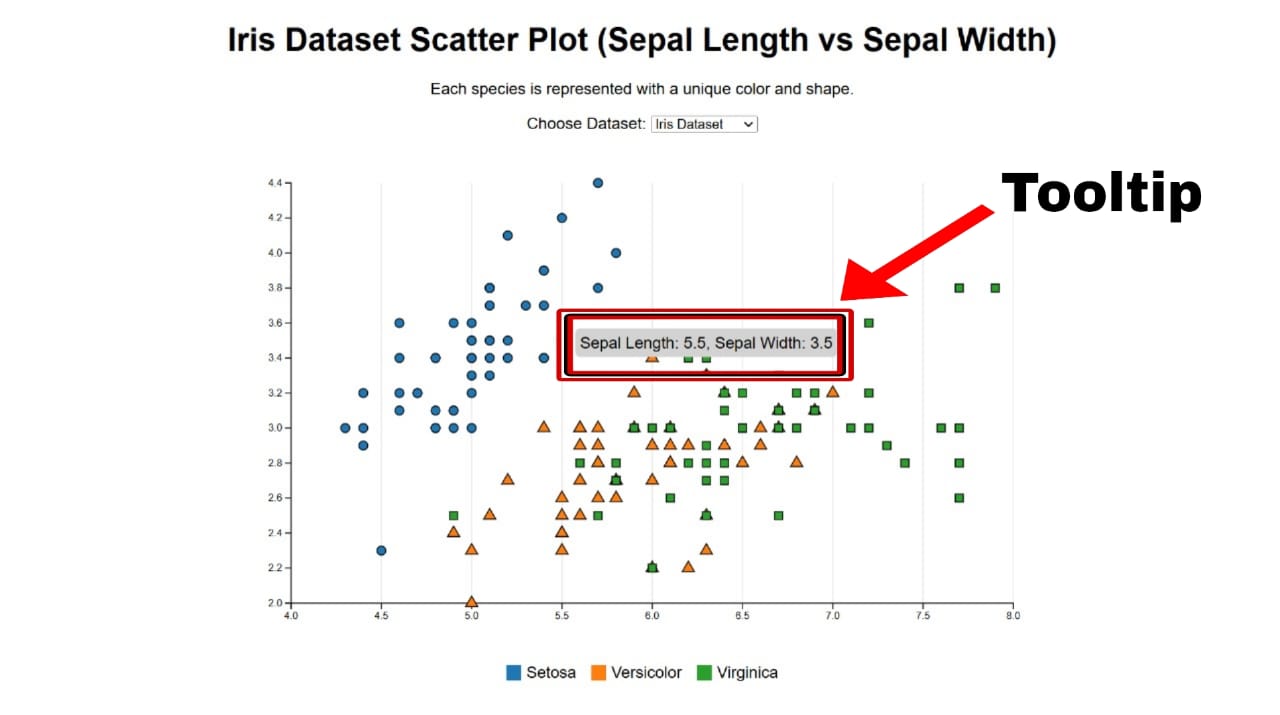 Iris Dataset Scatter Plot (Sepal Length vs Sepal Width)
Each species is represented with a unique color and shape.
Choose Dataset: Iris Dataset
Tooltip
4.4
4.2
4.0
3.8
3.6
Sepal Length: 5.5, Sepal Width: 3.5
3.4
3.2
3.0
2.8
2.6
2.4
2.2
2.0
4.0 4.5 5.0 5.5 6.0 6.5 7.0 7.5 8.0
Setosa Versicolor Virginica